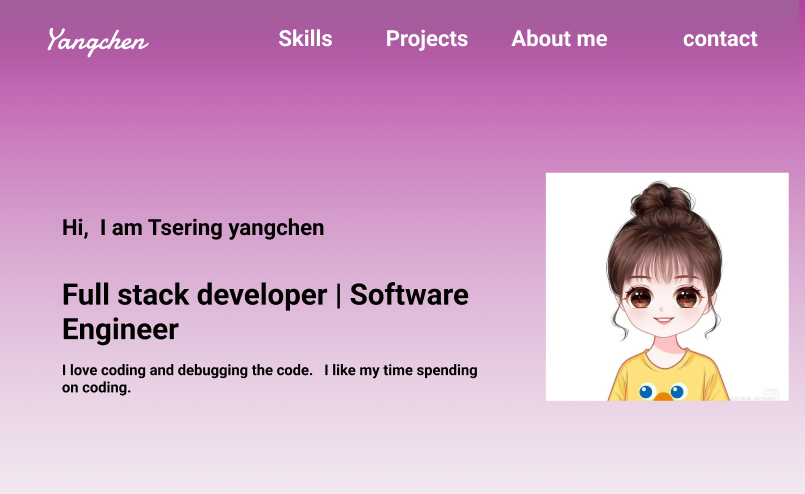 Yangchen
Skills
Projects
About me
contact
Hi,  I am Tsering yangchen
Full stack developer | Software
Engineer
I love coding and debugging the code.   I like my time spending
on coding.